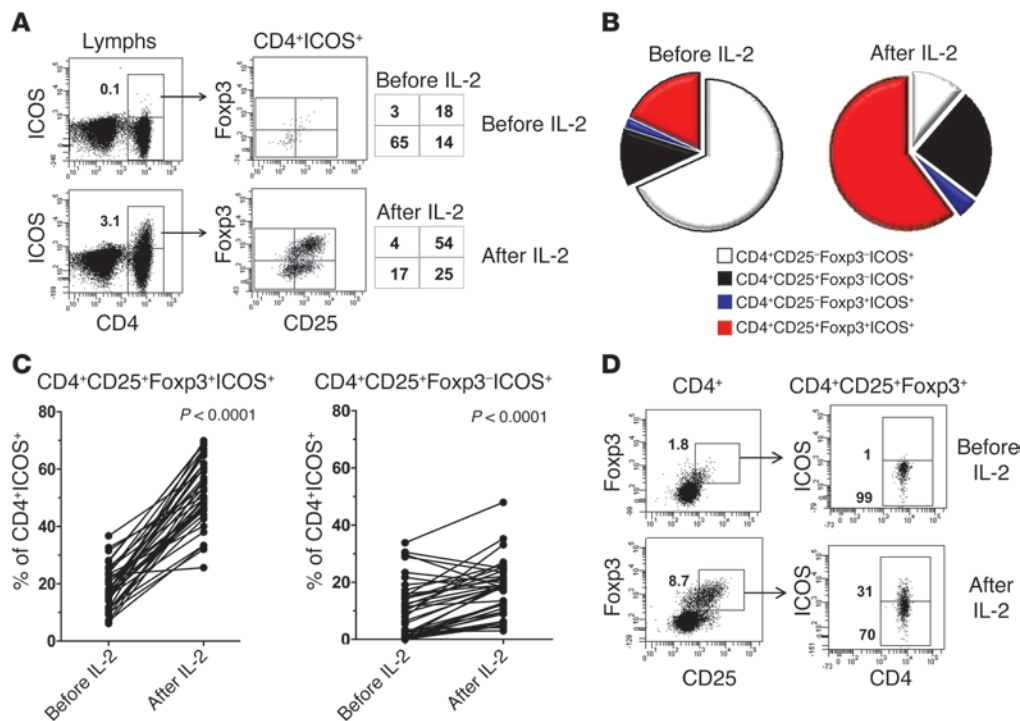 A
Lymphs
CD4⁺ICOS⁺
ICOS
0.1
Foxp3
Before IL-2
3 18
65 14
Before IL-2
ICOS
3.1
Foxp3
After IL-2
4 54
17 25
After IL-2
CD4
CD25
B
Before IL-2
After IL-2
CD4⁺CD25⁻Foxp3⁻ICOS⁺
CD4⁺CD25⁺Foxp3⁻ICOS⁺
CD4⁺CD25⁻Foxp3⁺ICOS⁺
CD4⁺CD25⁺Foxp3⁺ICOS⁺
C
CD4⁺CD25⁺Foxp3⁺ICOS⁺
P < 0.0001
% of CD4⁺ICOS⁺
80
60
40
20
0
Before IL-2
After IL-2
CD4⁺CD25⁺Foxp3⁻ICOS⁺
P < 0.0001
% of CD4⁺ICOS⁺
80
60
40
20
0
Before IL-2
After IL-2
D
CD4⁺
CD4⁺CD25⁺Foxp3⁺
Foxp3
1.8
ICOS
1
99
Before
IL-2
Foxp3
8.7
ICOS
31
70
After
IL-2
CD25
CD4